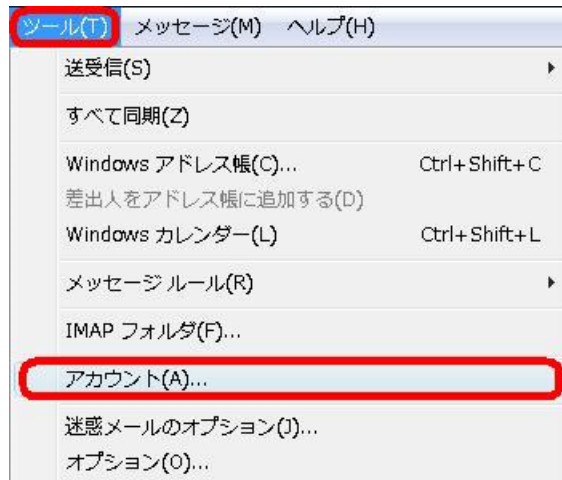 ツール(T) メッセージ(M) ヘルプ(H)
送受信(S)
すべて同期(Z)
Windows アドレス帳(C)... Ctrl+Shift+C
差出人をアドレス帳に追加する(D)
Windows カレンダー(L) Ctrl+Shift+L
メッセージ ルール(R)
IMAP フォルダ(F)...
アカウント(A)...
迷惑メールのオプション(J)...
オプション(O)...